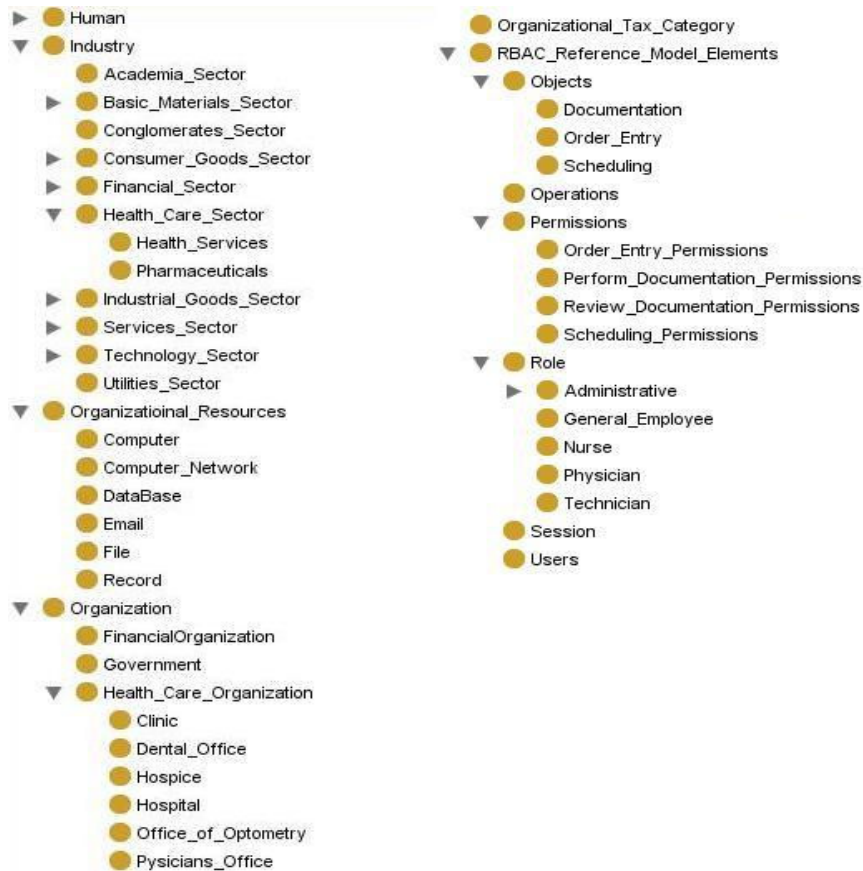 Human
Industry
Academia_Sector
Basic_Materials_Sector
Conglomerates_Sector
Consumer_Goods_Sector
Financial_Sector
Health_Care_Sector
Health_Services
Pharmaceuticals
Industrial_Goods_Sector
Services_Sector
Technology_Sector
Utilities_Sector
Organizatioinal_Resources
Computer
Computer_Network
DataBase
Email
File
Record
Organization
FinancialOrganization
Government
Health_Care_Organization
Clinic
Dental_Office
Hospice
Hospital
Office_of_Optometry
Pysicians_Office
Organizational_Tax_Category
RBAC_Reference_Model_Elements
Objects
Documentation
Order_Entry
Scheduling
Operations
Permissions
Order_Entry_Permissions
Perform_Documentation_Permissions
Review_Documentation_Permissions
Scheduling_Permissions
Role
Administrative
General_Employee
Nurse
Physician
Technician
Session
Users